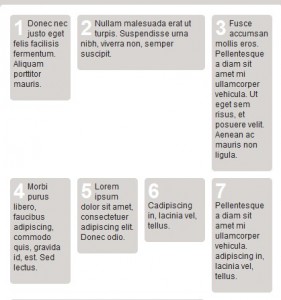 1 Donec nec
justo eget
felis facilisis
fermentum.
Aliquam
porttitor
mauris.
2 Nullam malesuada erat ut
turpis. Suspendisse urna
nibh, viverra non, semper
suscipit.
3 Fusce
accumsan
mollis eros.
Pellentesque
a diam sit
amet mi
ullamcorper
vehicula. Ut
eget sem
risus, et
posuere velit.
Aenean ac
mauris non
ligula.
4 Morbi
purus
libero,
faucibus
adipiscing,
commodo
quis, gravida
id, est. Sed
lectus.
5 Lorem
ipsum
dolor sit amet,
consectetuer
adipiscing elit.
Donec odio.
6
Cadipiscing
in, lacinia vel,
tellus.
7
Pellentesque
a diam sit
amet mi
ullamcorper
vehicula.
adipiscing in,
lacinia vel,
tellus.